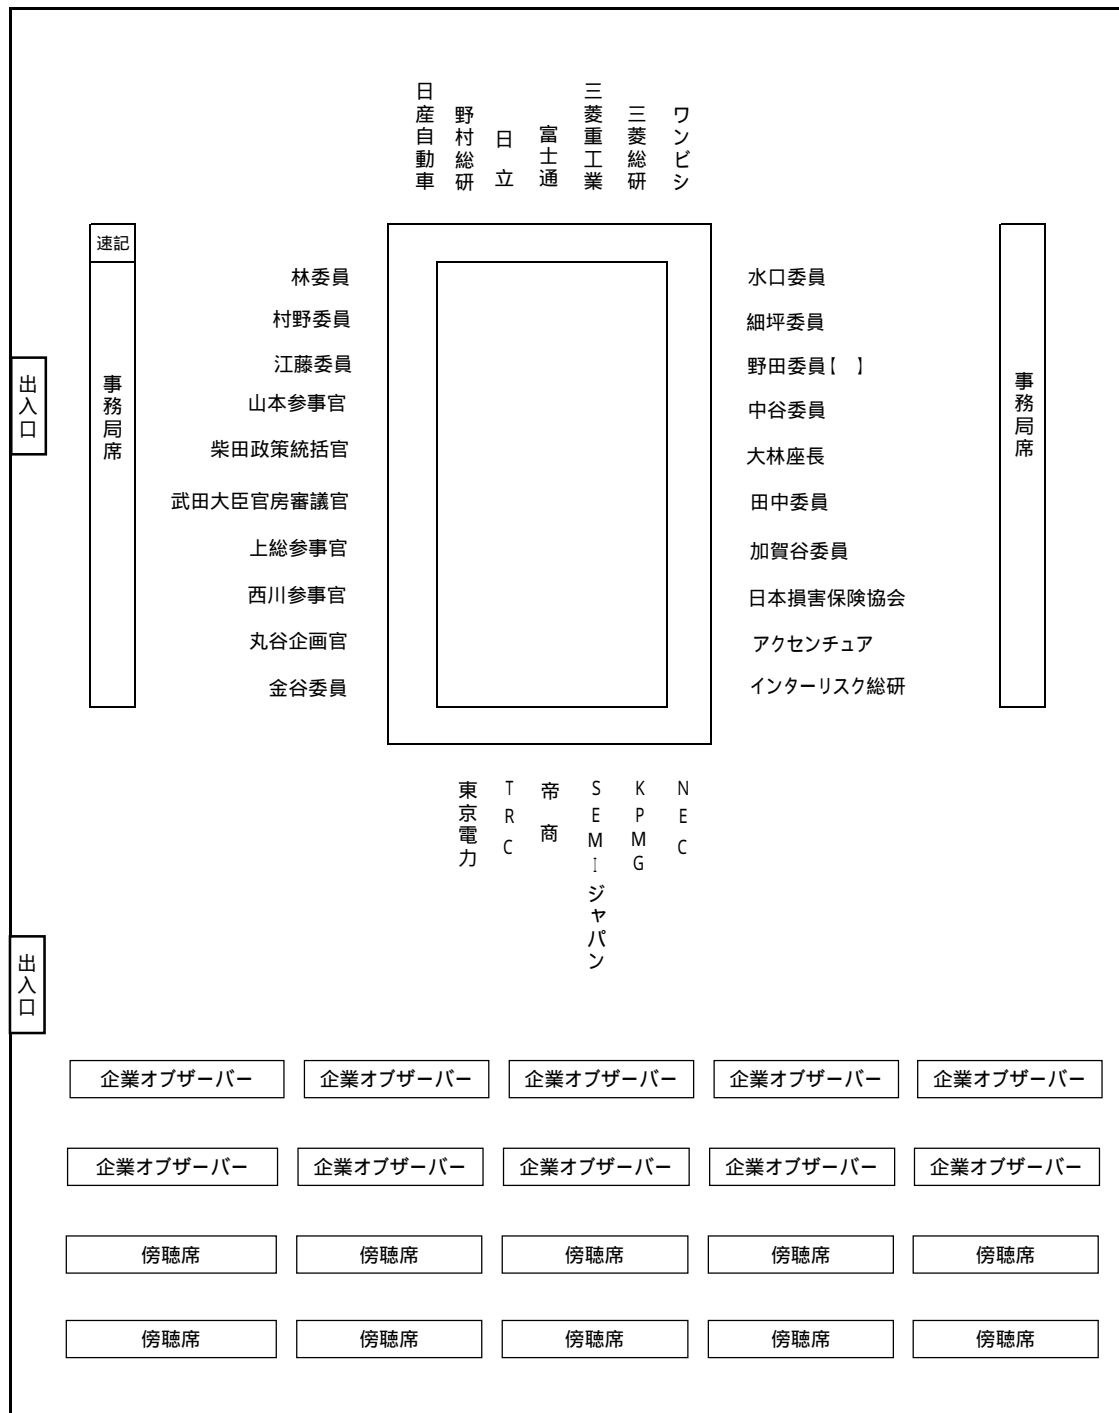 日産自動車
野村総研
日立
富士通
三菱重工業
三菱総研
ワンビシ
速記
事務局席
出入口
林委員
村野委員
江藤委員
山本参事官
柴田政策統括官
武田大臣官房審議官
上総参事官
西川参事官
丸谷企画官
金谷委員
水口委員
細坪委員
野田委員【 】
中谷委員
大林座長
田中委員
加賀谷委員
日本損害保険協会
アクセンチュア
インターリスク総研
事務局席
東京電力
TRC
帝商
SEMIジャパン
KPMG
NEC
出入口
企業オブザーバー 企業オブザーバー 企業オブザーバー 企業オブザーバー 企業オブザーバー
企業オブザーバー 企業オブザーバー 企業オブザーバー 企業オブザーバー 企業オブザーバー
傍聴席 傍聴席 傍聴席 傍聴席 傍聴席
傍聴席 傍聴席 傍聴席 傍聴席 傍聴席